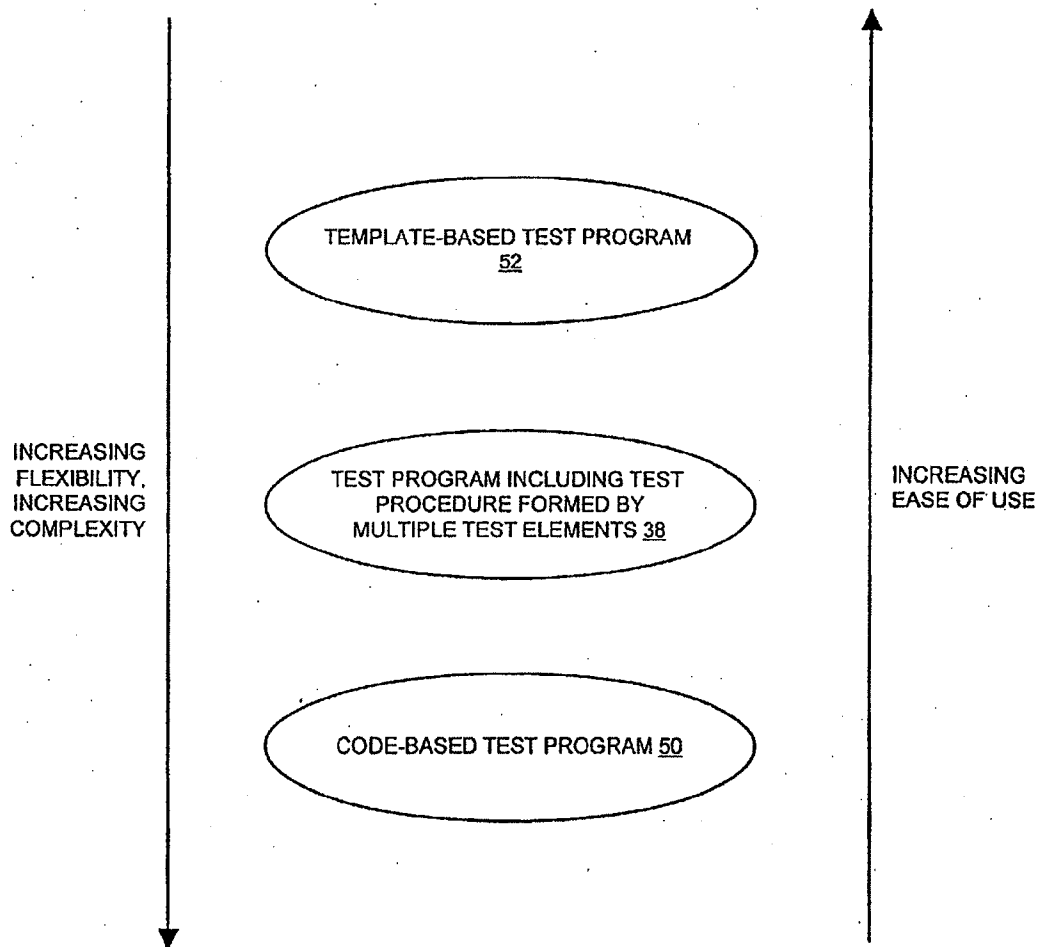 TEMPLATE-BASED TEST PROGRAM
52
INCREASING
FLEXIBILITY,
INCREASING
COMPLEXITY
TEST PROGRAM INCLUDING TEST
PROCEDURE FORMED BY
MULTIPLE TEST ELEMENTS 38
INCREASING
EASE OF USE
CODE-BASED TEST PROGRAM 50